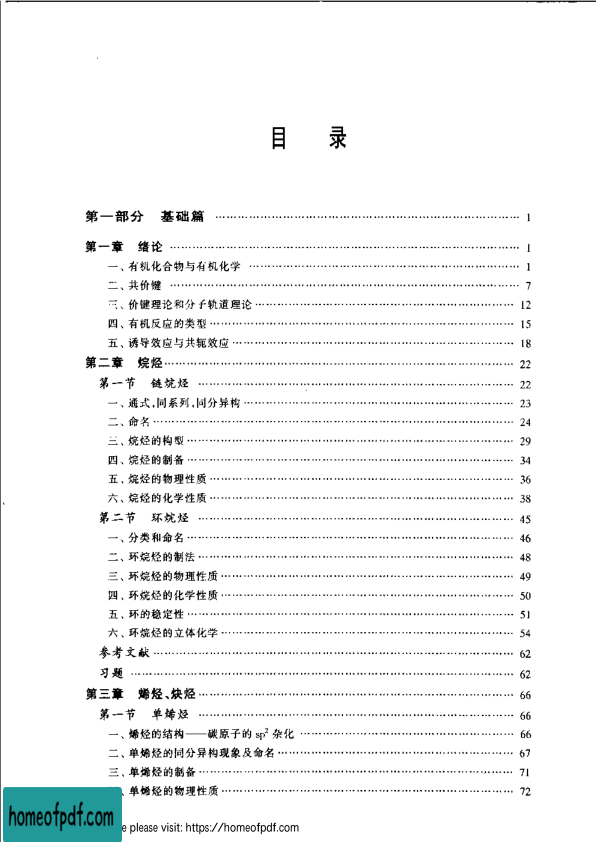 目 录
第一部分 基础篇 …… 1
第一章 绪论 …… 1
一、有机化合物与有机化学 …… 1
二、共价键 …… 7
三、价键理论和分子轨道理论 …… 12
四、有机反应的类型 …… 15
五、诱导效应与共轭效应 …… 18
第二章 烷烃 …… 22
第一节 链烷烃 …… 22
一、通式,同系列,同分异构 …… 23
二、命名 …… 24
三、烷烃的构型 …… 29
四、烷烃的制备 …… 34
五、烷烃的物理性质 …… 36
六、烷烃的化学性质 …… 38
第二节 环烷烃 …… 45
一、分类和命名 …… 46
二、环烷烃的制法 …… 48
三、环烷烃的物理性质 …… 49
四、环烷烃的化学性质 …… 50
五、环的稳定性 …… 51
六、环烷烃的立体化学 …… 54
参考文献 …… 62
习题 …… 62
第三章 烯烃、炔烃 …… 66
第一节 单烯烃 …… 66
一、烯烃的结构——碳原子的 sp² 杂化 …… 66
二、单烯烃的同分异构现象及命名 …… 67
三、单烯烃的制备 …… 71
、单烯烃的物理性质 …… 72
homeofpdf.com
e please visit: https://homeofpdf.com